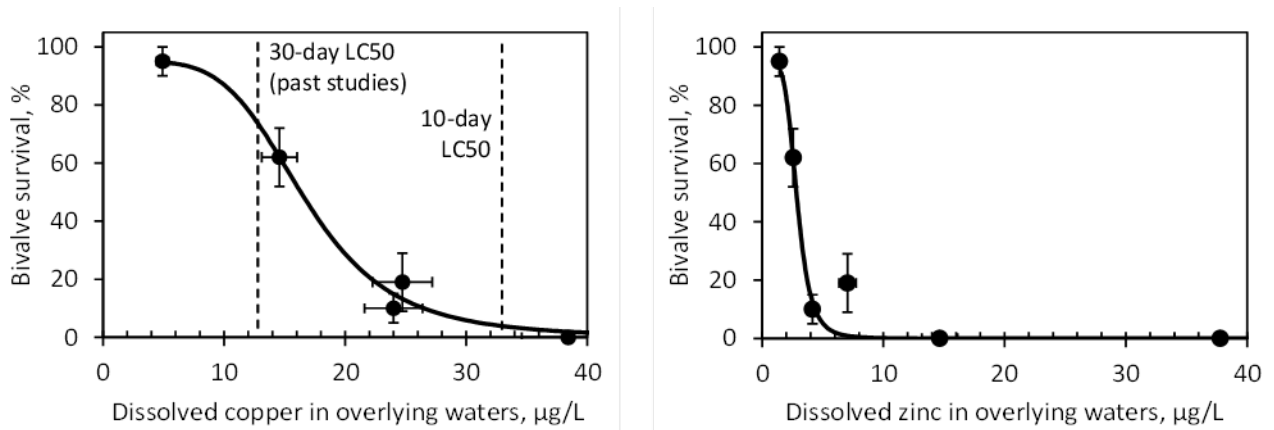 100
80
60
40
20
0
Bivalve survival, %
30-day LC50
(past studies)
10-day
LC50
0 10 20 30 40
Dissolved copper in overlying waters, µg/L
100
80
60
40
20
0
Bivalve survival, %
0 10 20 30 40
Dissolved zinc in overlying waters, µg/L